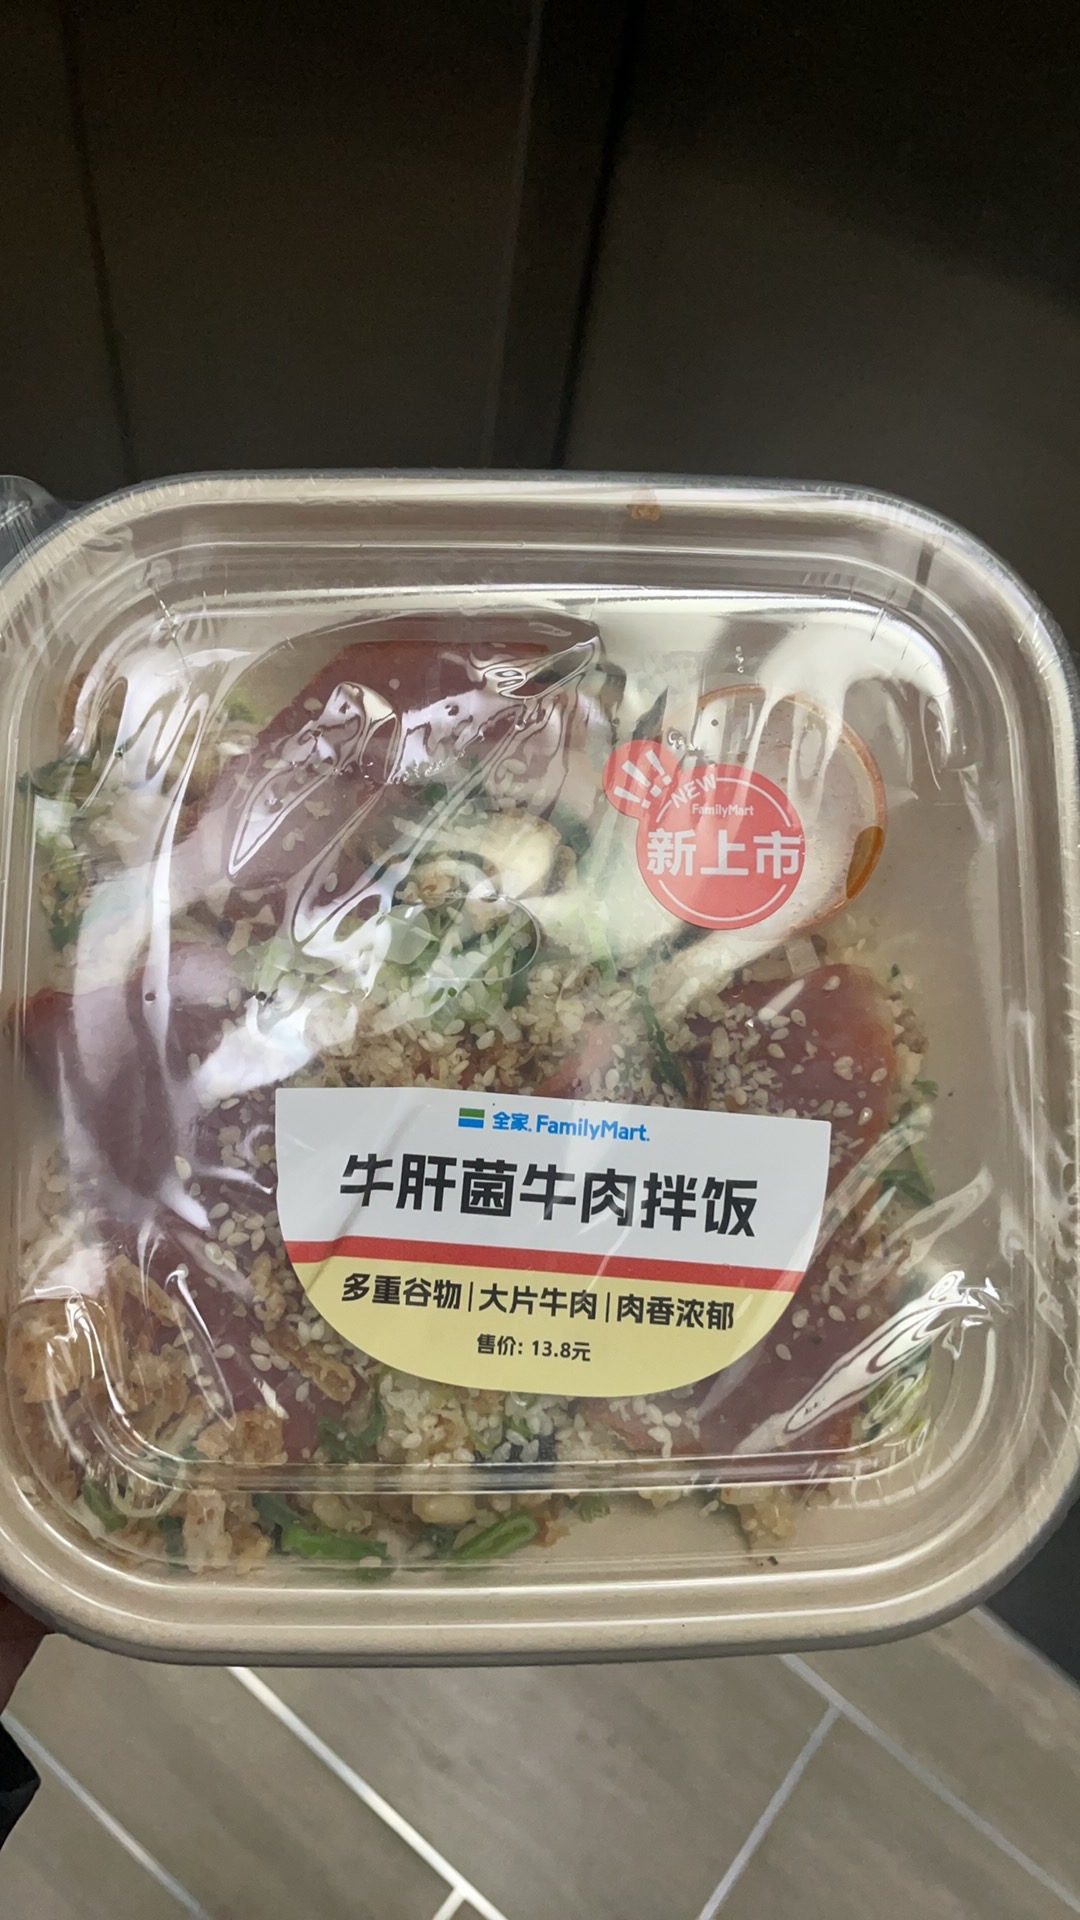 NEW
FamilyMart
新上市
全家 FamilyMart
牛肝菌牛肉拌饭
多重谷物|大片牛肉|肉香浓郁
售价: 13.8元